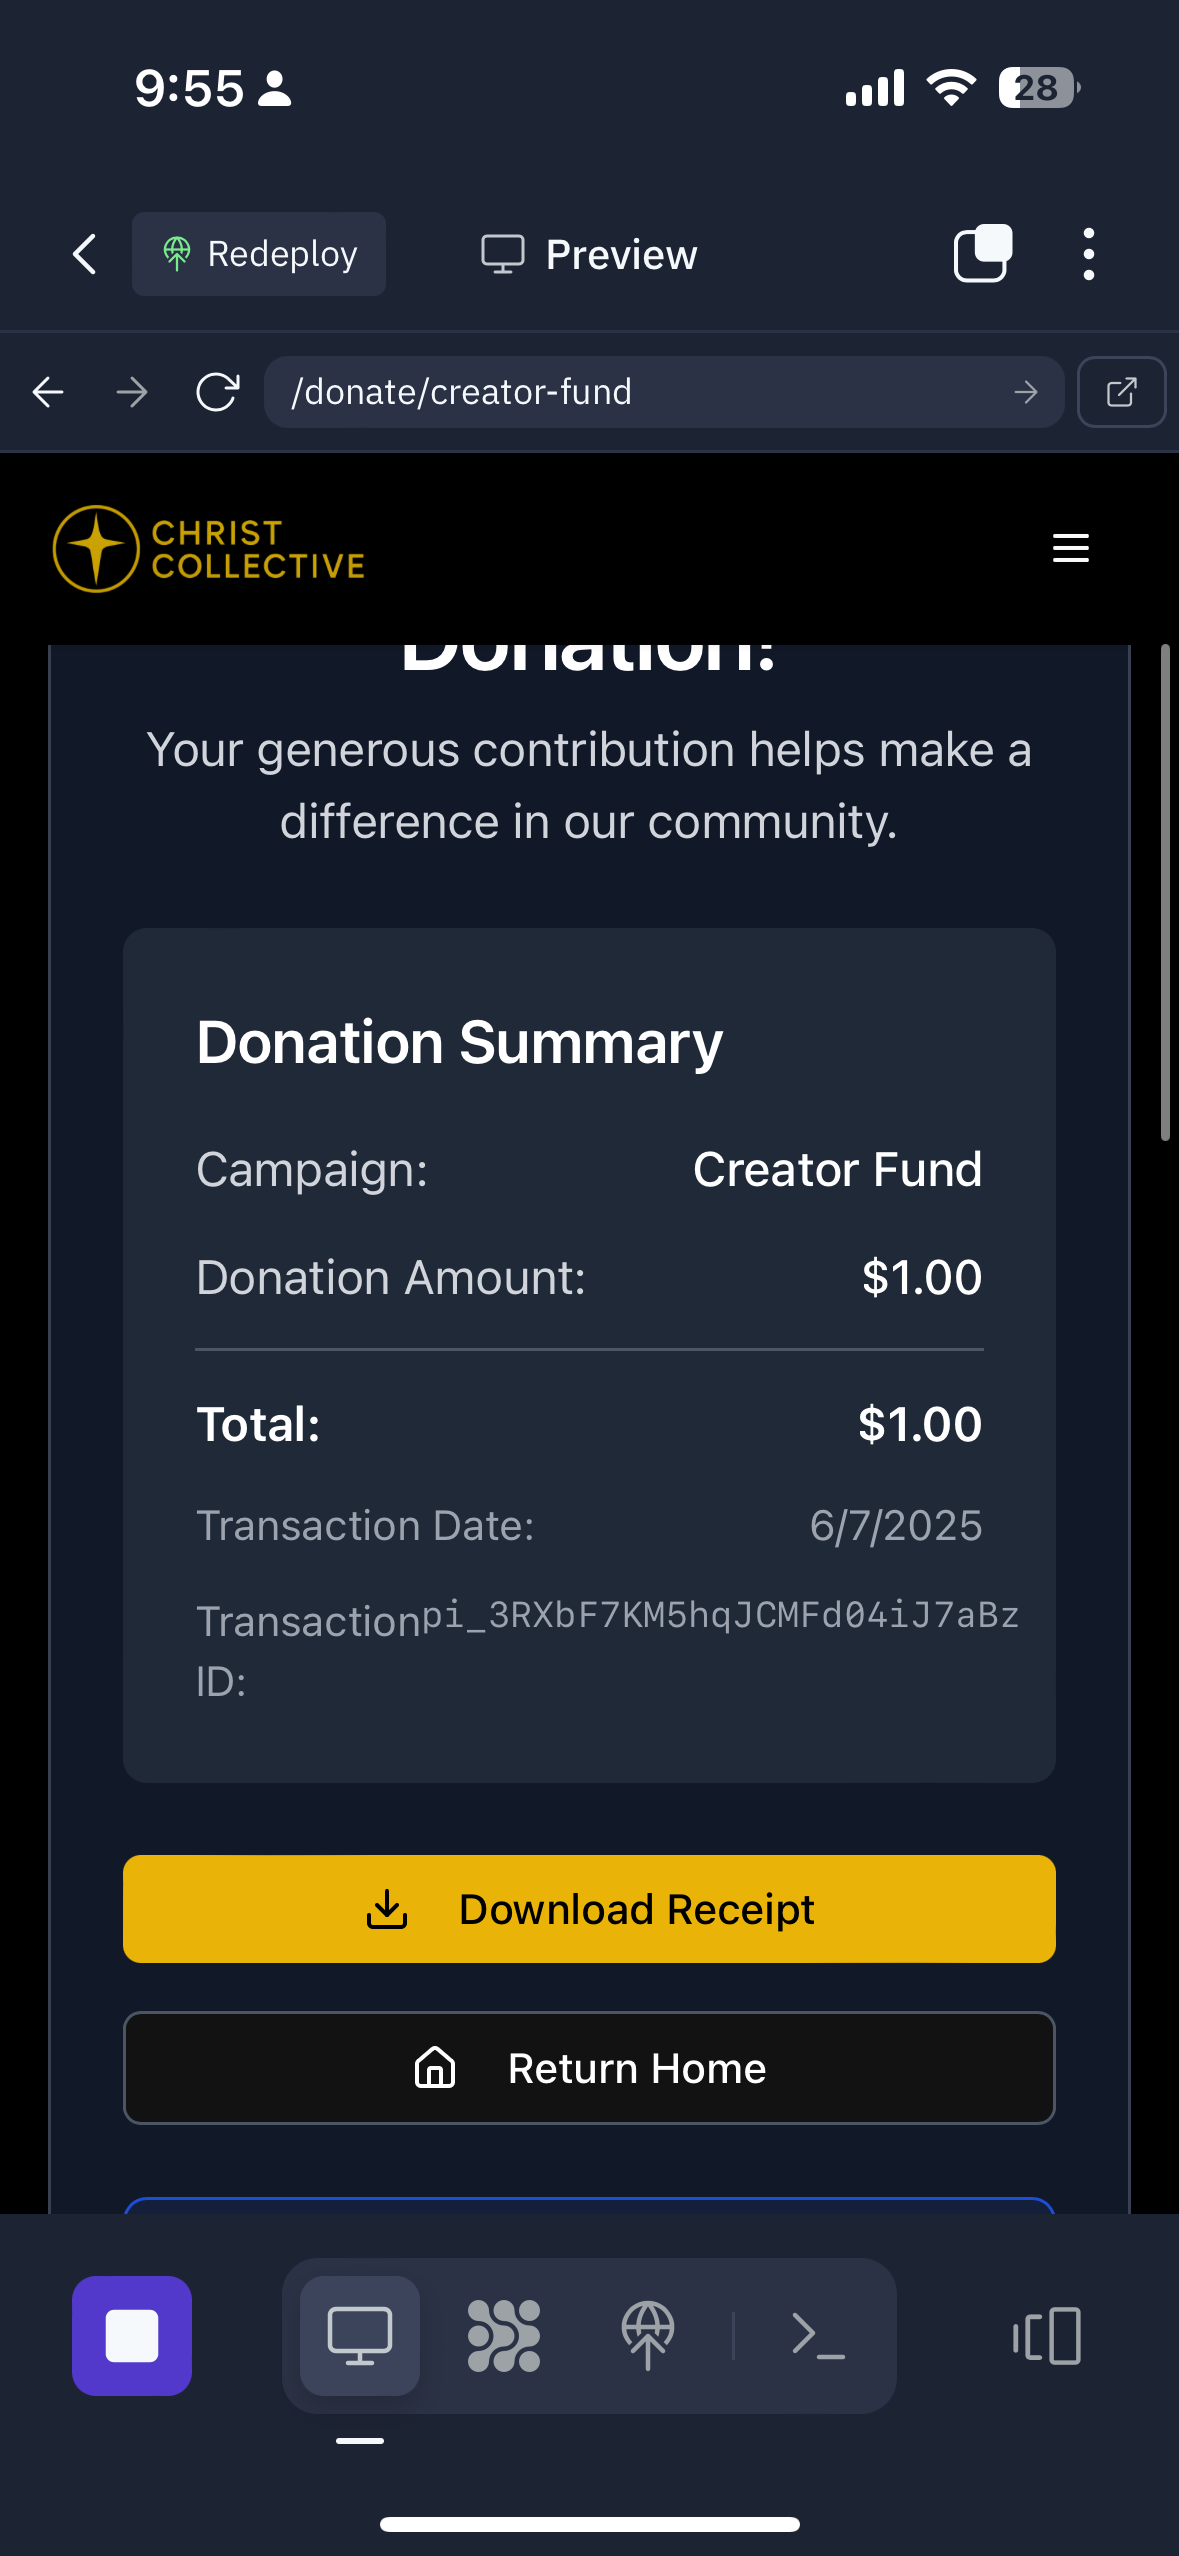 9:55
28
Redeploy
Preview
/donate/creator-fund
CHRIST
COLLECTIVE
Donation!
Your generous contribution helps make a
difference in our community.
Donation Summary
Campaign: Creator Fund
Donation Amount: $1.00
Total: $1.00
Transaction Date: 6/7/2025
Transaction pi_3RXbF7KM5hqJCMFd04iJ7aBz
ID:
Download Receipt
Return Home